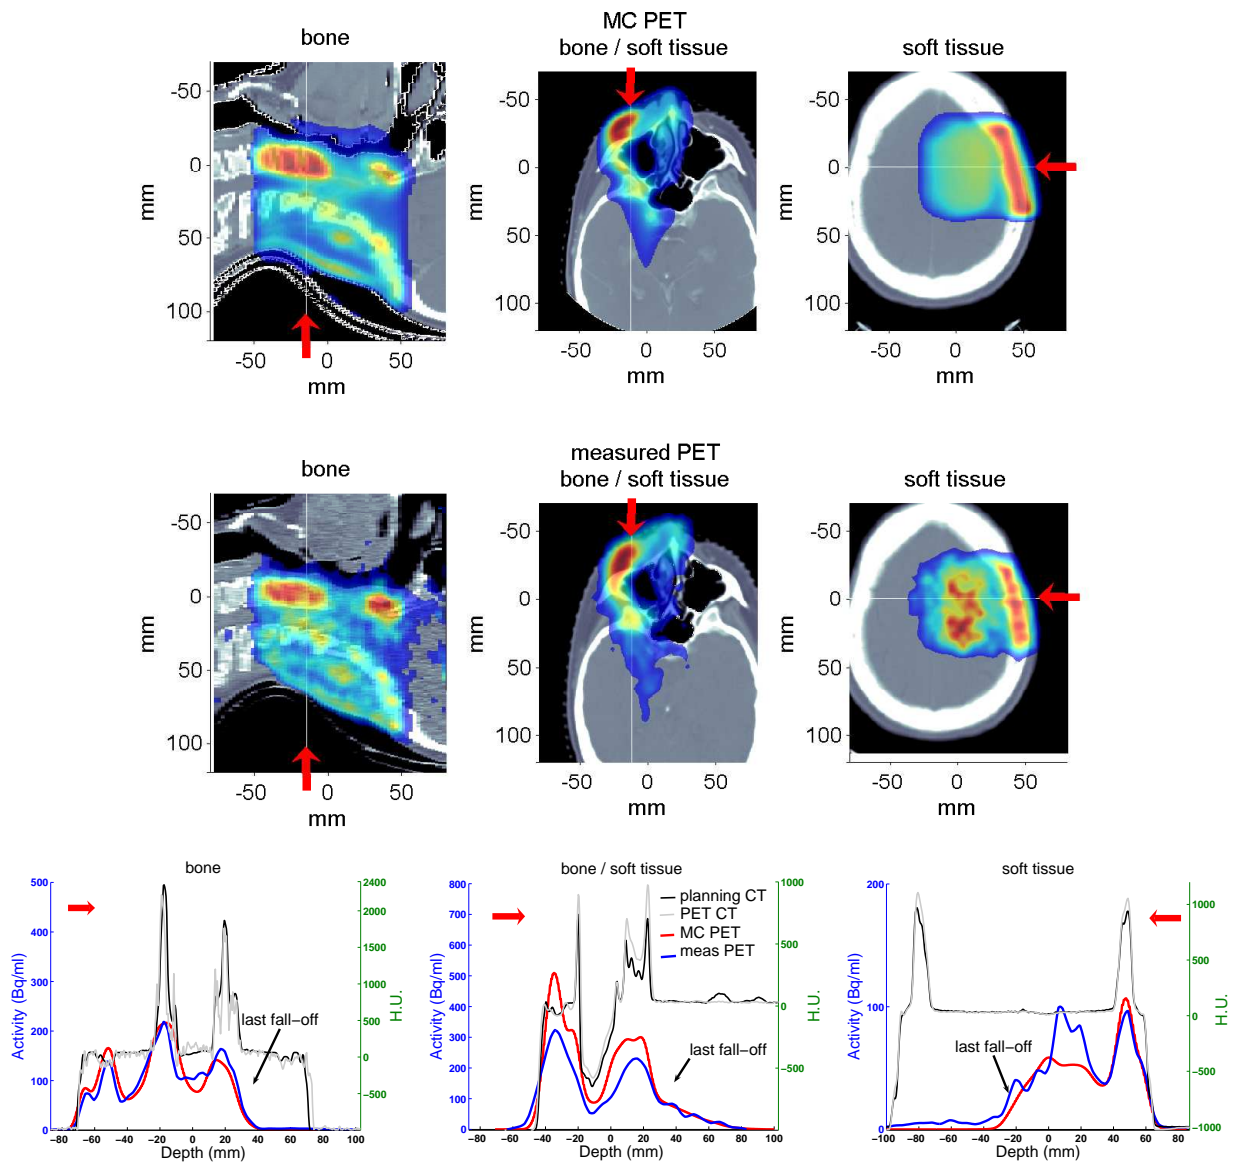 MC PET
bone
bone / soft tissue
soft tissue
-50
0
50
100
mm
-50 0 50
mm
-50
0
50
100
mm
-50 0 50
mm
-50
0
50
100
mm
-50 0 50
mm
measured PET
bone
bone / soft tissue
soft tissue
-50
0
50
100
mm
-50 0 50
mm
-50
0
50
100
mm
-50 0 50
mm
-50
0
50
100
mm
-50 0 50
mm
bone
500
400
300
200
100
0
Activity (Bq/ml)
2400
2000
1500
1000
500
0
−500
H.U.
last fall−off
−80 −60 −40 −20 0 20 40 60 80 100
Depth (mm)
bone / soft tissue
800
700
600
500
400
300
200
100
0
Activity (Bq/ml)
1000
500
0
−500
H.U.
planning CT
PET CT
MC PET
meas PET
last fall−off
−80 −60 −40 −20 0 20 40 60 80 100
Depth (mm)
soft tissue
200
100
0
Activity (Bq/ml)
1000
500
0
−500
−1000
H.U.
last fall−off
−100 −80 −60 −40 −20 0 20 40 60 80
Depth (mm)